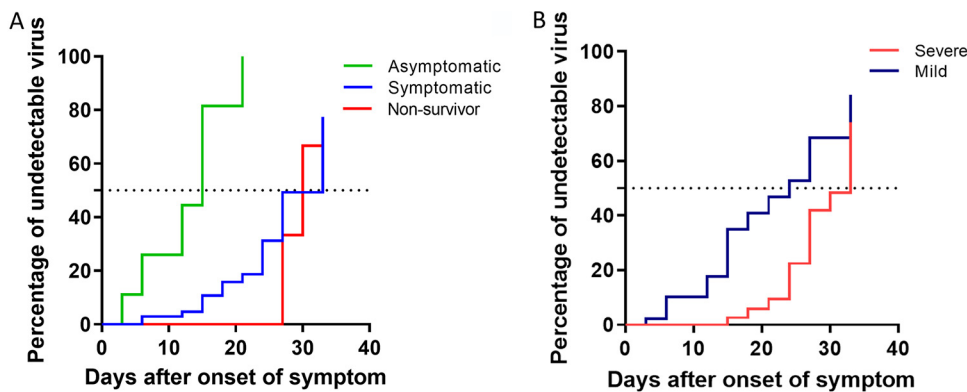 A
Percentage of undetectable virus
100
80
60
40
20
0
0 10 20 30 40
Days after onset of symptom
Asymptomatic
Symptomatic
Non-survivor
B
Percentage of undetectable virus
100
80
60
40
20
0
0 10 20 30 40
Days after onset of symptom
Severe
Mild